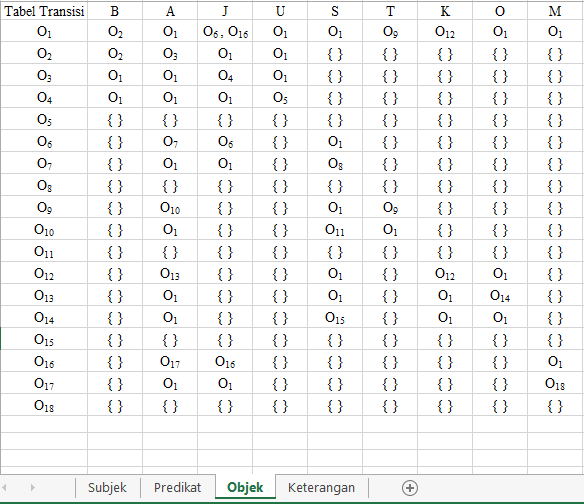 Tabel Transisi B A J U S T K O M
O₁ O₂ O₁ O₆, O₁₆ O₁ O₁ O₉ O₁₂ O₁ O₁
O₂ O₂ O₃ O₁ O₁ { } { } { } { } { }
O₃ O₁ O₁ O₄ O₁ { } { } { } { } { }
O₄ O₁ O₁ O₁ O₅ { } { } { } { } { }
O₅ { } { } { } { } { } { } { } { } { }
O₆ { } O₇ O₆ { } O₁ { } { } { } { }
O₇ { } O₁ O₁ { } O₈ { } { } { } { }
O₈ { } { } { } { } { } { } { } { } { }
O₉ { } O₁₀ { } { } O₁ O₉ { } { } { }
O₁₀ { } O₁ { } { } O₁₁ O₁ { } { } { }
O₁₁ { } { } { } { } { } { } { } { } { }
O₁₂ { } O₁₃ { } { } O₁ { } O₁₂ O₁ { }
O₁₃ { } O₁ { } { } O₁ { } O₁ O₁₄ { }
O₁₄ { } O₁ { } { } O₁₅ { } O₁ O₁ { }
O₁₅ { } { } { } { } { } { } { } { } { }
O₁₆ { } O₁₇ O₁₆ { } { } { } { } { } O₁
O₁₇ { } O₁ O₁ { } { } { } { } { } O₁₈
O₁₈ { } { } { } { } { } { } { } { } { }
Subjek Predikat Objek Keterangan